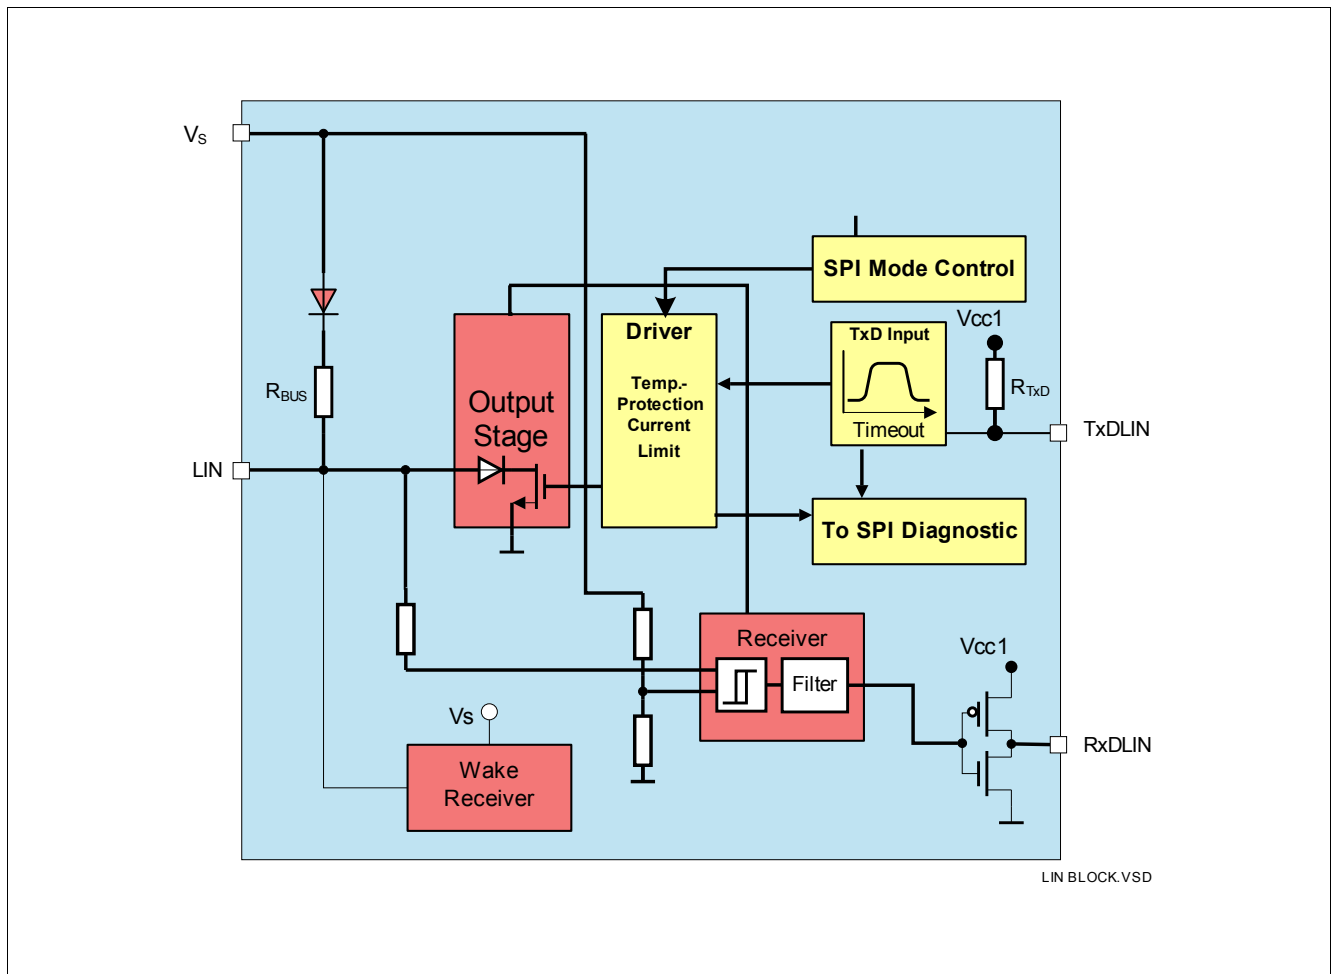 VS
SPI Mode Control
Vcc1
Driver
TxD Input
Temp.-
Protection
Current
Limit
RBUS
RTxD
Output
Stage
Timeout
TxDLIN
LIN
To SPI Diagnostic
Receiver
Vcc1
Filter
Vs
RxDLIN
Wake
Receiver
LIN BLOCK.VSD